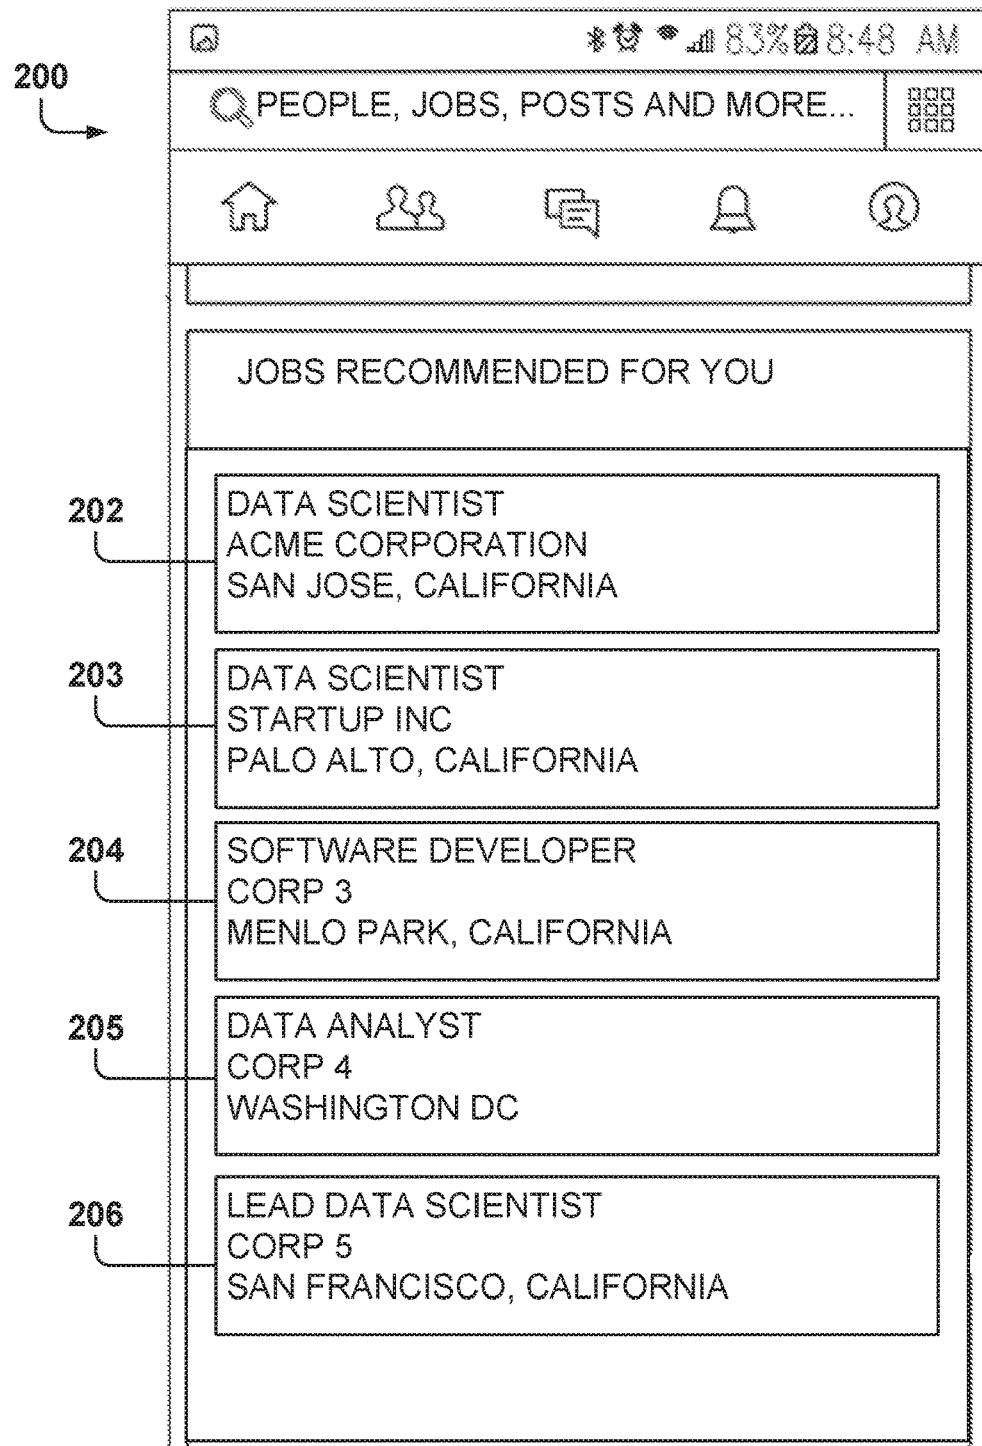 83% 8:48 AM
200
PEOPLE, JOBS, POSTS AND MORE...
JOBS RECOMMENDED FOR YOU
202
DATA SCIENTIST
ACME CORPORATION
SAN JOSE, CALIFORNIA
203
DATA SCIENTIST
STARTUP INC
PALO ALTO, CALIFORNIA
204
SOFTWARE DEVELOPER
CORP 3
MENLO PARK, CALIFORNIA
205
DATA ANALYST
CORP 4
WASHINGTON DC
206
LEAD DATA SCIENTIST
CORP 5
SAN FRANCISCO, CALIFORNIA